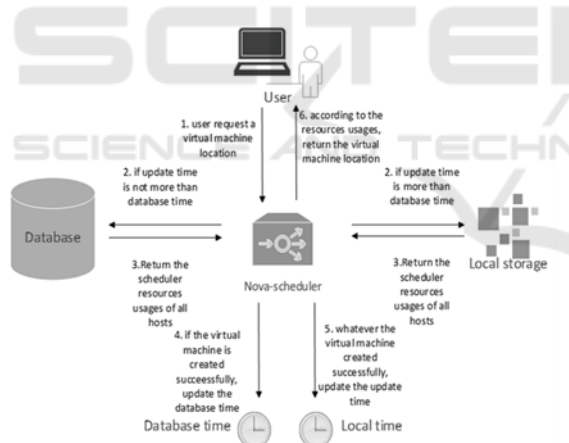 SCITE
SCIENCE AND TECHN
User
1. user request a
virtual machine
location
6. according to the
resources usages,
return the virtual
machine location
2. if update time
is not more than
database time
2. if update time
is more than
database time
Database
Nova-scheduler
Local storage
3.Return the
scheduler
resources
usages of all
hosts
3.Return the
scheduler
resources
usages of all
hosts
4. if the virtual
machine is
created
successfully,
update the
database time
5. whatever the
virtual machine
created
successfully,
update the update
time
Database time
Local time